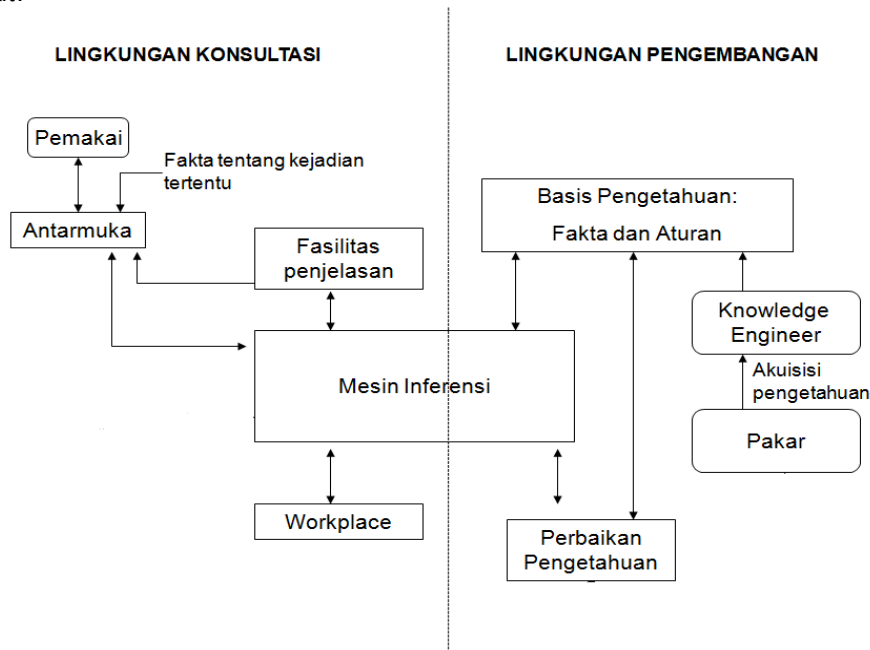 LINGKUNGAN KONSULTASI
LINGKUNGAN PENGEMBANGAN
Pemakai
Fakta tentang kejadian
tertentu
Antarmuka
Fasilitas
penjelasan
Basis Pengetahuan:
Fakta dan Aturan
Knowledge
Engineer
Akuisisi
pengetahuan
Pakar
Mesin Inferensi
Workplace
Perbaikan
Pengetahuan